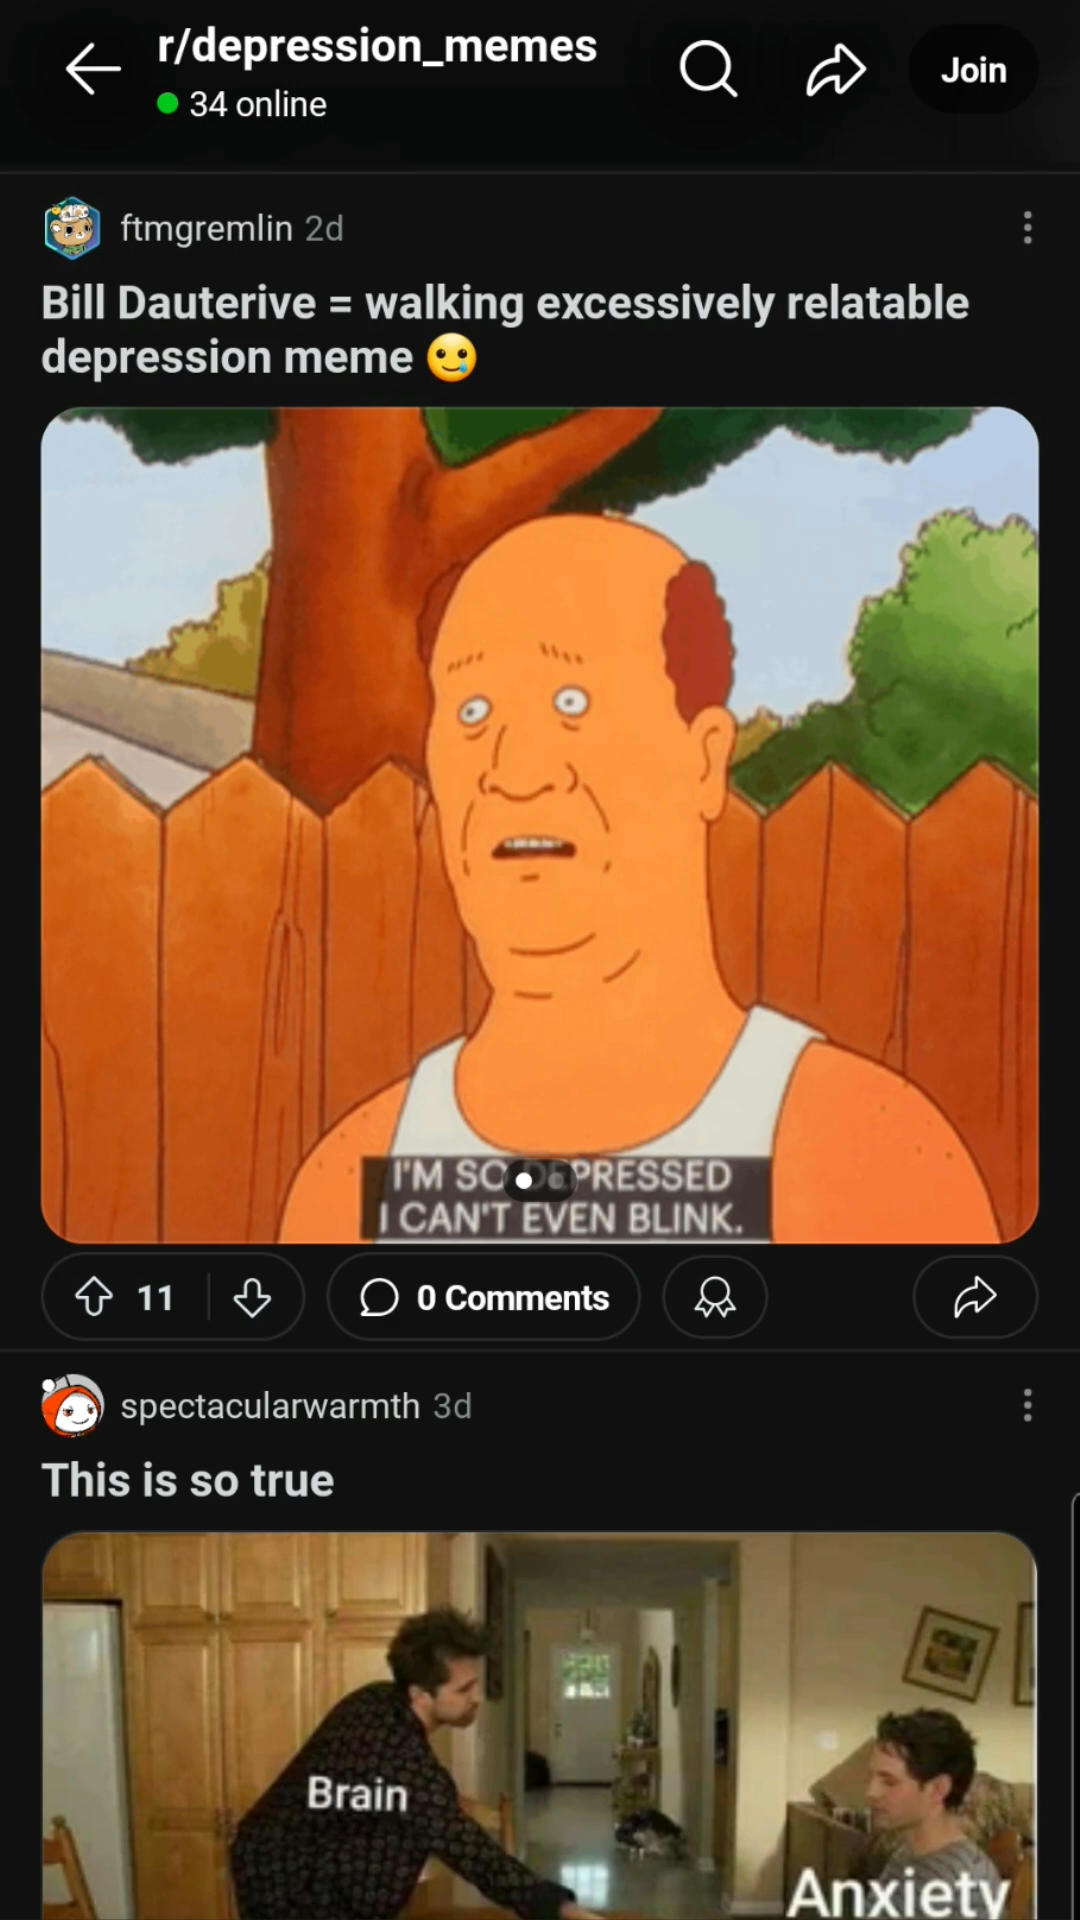 r/depression_memes
34 online
Join
ftmgremlin 2d
Bill Dauterive = walking excessively relatable
depression meme 🥲
I'M SO DEPRESSED
I CAN'T EVEN BLINK.
11
0 Comments
spectacularwarmth 3d
This is so true
Brain
Anxiety